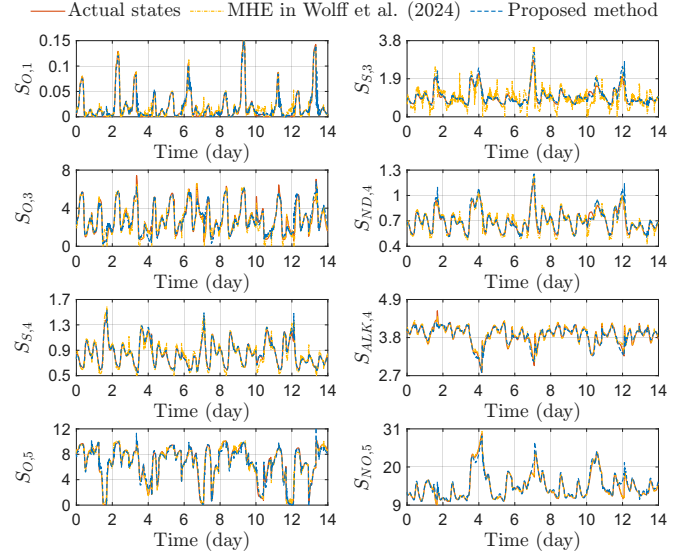 Actual states MHE in Wolff et al. (2024) Proposed method
S_{O,1}
0.15
0.1
0.05
0
0 2 4 6 8 10 12 14
Time (day)
S_{S,3}
3.9
2.6
1.3
0
0 2 4 6 8 10 12 14
Time (day)
S_{O,3}
8
4
0
0 2 4 6 8 10 12 14
Time (day)
S_{ND,4}
1.3
1
0.7
0.4
0 2 4 6 8 10 12 14
Time (day)
S_{S,4}
1.7
1.3
0.9
0.5
0 2 4 6 8 10 12 14
Time (day)
S_{ALK,4}
4.9
3.8
2.7
0 2 4 6 8 10 12 14
Time (day)
S_{O,5}
12
8
4
0
0 2 4 6 8 10 12 14
Time (day)
S_{NO,5}
31
20
9
0 2 4 6 8 10 12 14
Time (day)